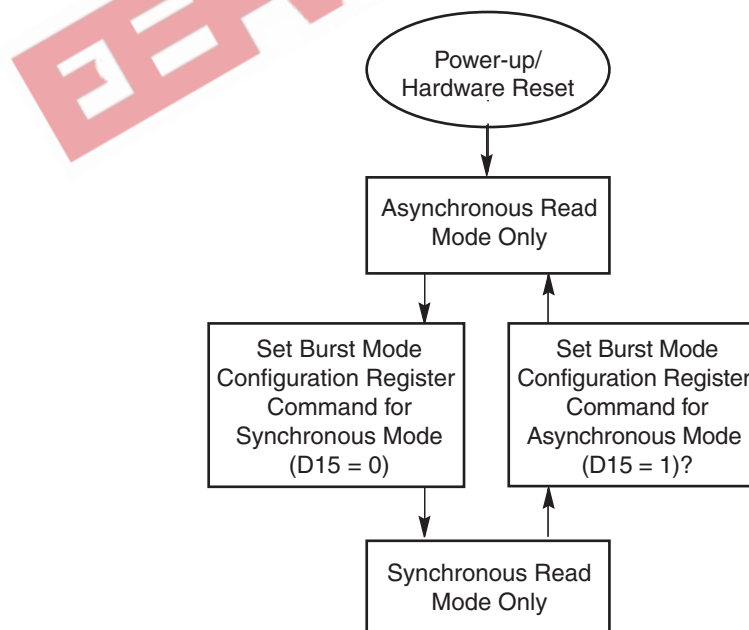 Power-up/
Hardware Reset
Asynchronous Read
Mode Only
Set Burst Mode
Configuration Register
Command for
Synchronous Mode
(D15 = 0)
Set Burst Mode
Configuration Register
Command for
Asynchronous Mode
(D15 = 1)?
Synchronous Read
Mode Only